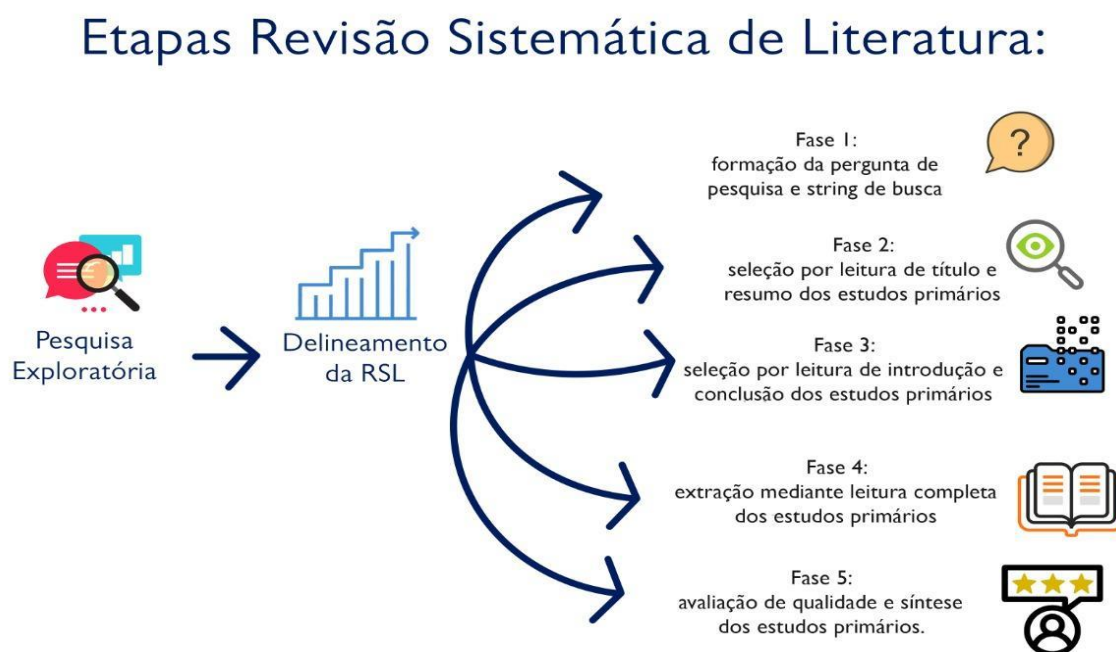 Etapas Revisão Sistemática de Literatura:
Pesquisa
Exploratória
Delineamento
da RSL
Fase 1:
formação da pergunta de
pesquisa e string de busca
?
Fase 2:
seleção por leitura de título e
resumo dos estudos primários
Fase 3:
seleção por leitura de introdução e
conclusão dos estudos primários
Fase 4:
extração mediante leitura completa
dos estudos primários
Fase 5:
avaliação de qualidade e síntese
dos estudos primários.